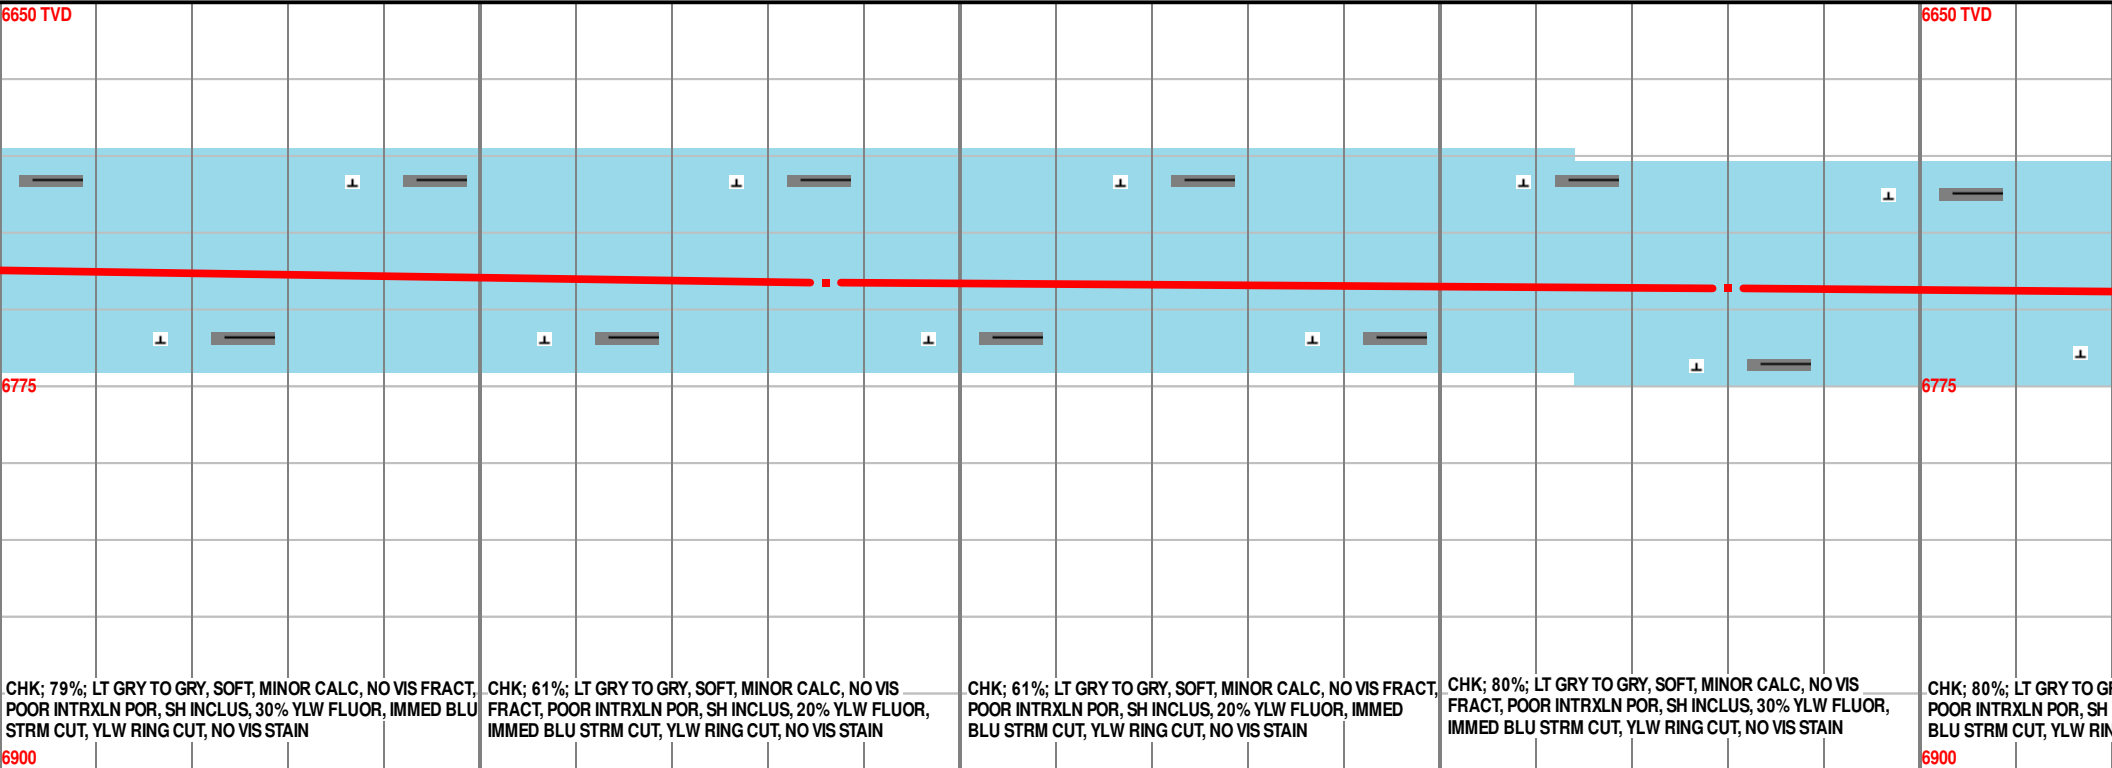 6650 TVD
6650 TVD
6775
6775
CHK; 79%; LT GRY TO GRY, SOFT, MINOR CALC, NO VIS FRACT,
POOR INTRXLN POR, SH INCLUS, 30% YLW FLUOR, IMMED BLU
STRM CUT, YLW RING CUT, NO VIS STAIN
CHK; 61%; LT GRY TO GRY, SOFT, MINOR CALC, NO VIS
FRACT, POOR INTRXLN POR, SH INCLUS, 20% YLW FLUOR,
IMMED BLU STRM CUT, YLW RING CUT, NO VIS STAIN
CHK; 61%; LT GRY TO GRY, SOFT, MINOR CALC, NO VIS FRACT,
POOR INTRXLN POR, SH INCLUS, 20% YLW FLUOR, IMMED
BLU STRM CUT, YLW RING CUT, NO VIS STAIN
CHK; 80%; LT GRY TO GRY, SOFT, MINOR CALC, NO VIS
FRACT, POOR INTRXLN POR, SH INCLUS, 30% YLW FLUOR,
IMMED BLU STRM CUT, YLW RING CUT, NO VIS STAIN
CHK; 80%; LT GRY TO
POOR INTRXLN POR, SH
BLU STRM CUT, YLW
6900
6900